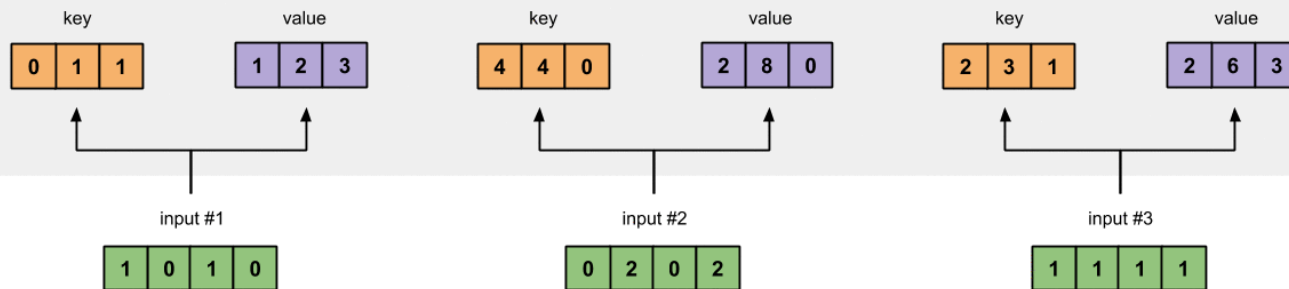 key value key value key value
0 1 1 1 2 3 4 4 0 2 8 0 2 3 1 2 6 3
input #1 input #2 input #3
1 0 1 0 0 2 0 2 1 1 1 1